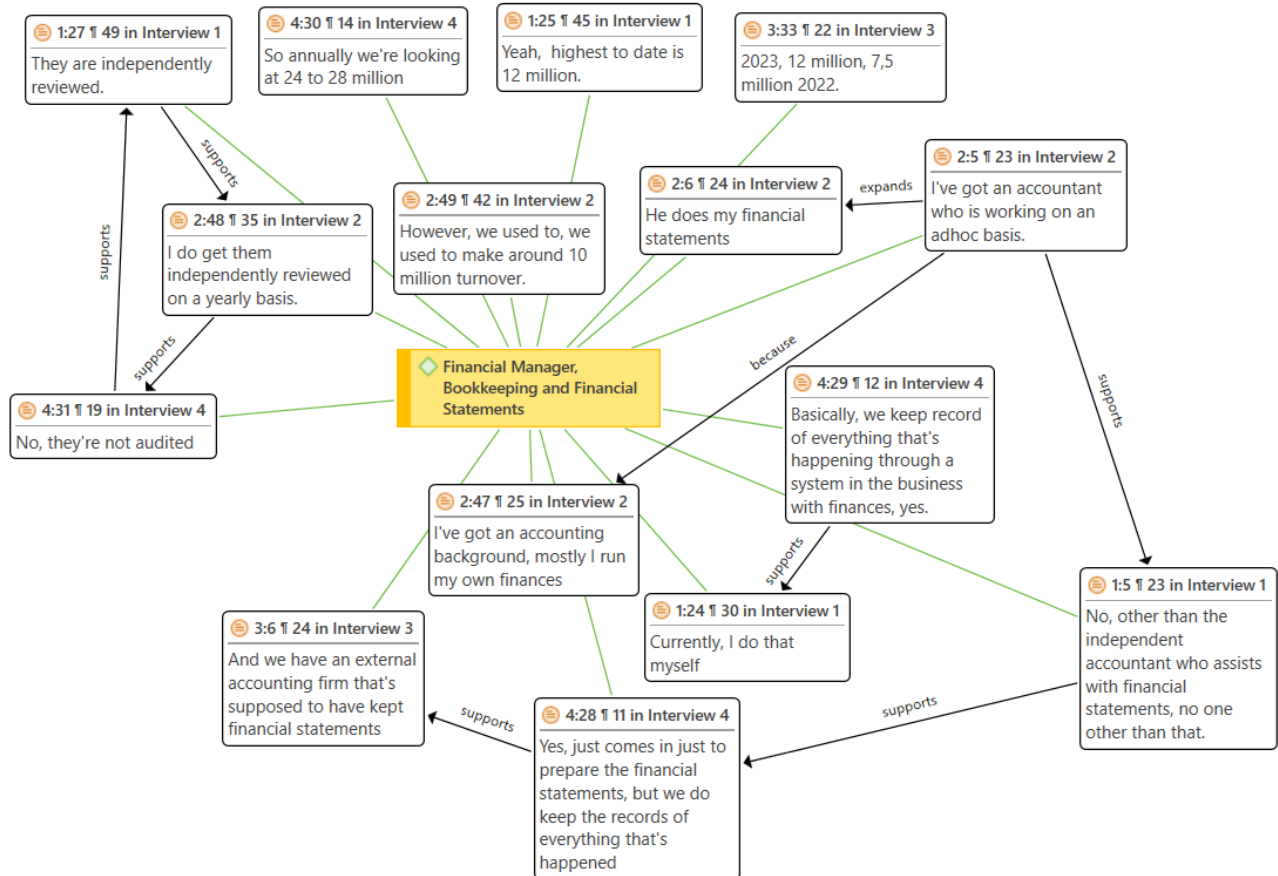 1:27 ¶ 49 in Interview 1
They are independently
reviewed.
4:30 ¶ 14 in Interview 4
So annually we're looking
at 24 to 28 million
1:25 ¶ 45 in Interview 1
Yeah,  highest to date is
12 million.
3:33 ¶ 22 in Interview 3
2023, 12 million, 7,5
million 2022.
supports
supports
2:48 ¶ 35 in Interview 2
I do get them
independently reviewed
on a yearly basis.
2:49 ¶ 42 in Interview 2
However, we used to, we
used to make around 10
million turnover.
2:6 ¶ 24 in Interview 2
He does my financial
statements
expands
2:5 ¶ 23 in Interview 2
I've got an accountant
who is working on an
adhoc basis.
supports
4:31 ¶ 19 in Interview 4
No, they're not audited
Financial Manager,
Bookkeeping and Financial
Statements
because
supports
4:29 ¶ 12 in Interview 4
Basically, we keep record
of everything that's
happening through a
system in the business
with finances, yes.
2:47 ¶ 25 in Interview 2
I've got an accounting
background, mostly I run
my own finances
supports
1:24 ¶ 30 in Interview 1
Currently, I do that
myself
1:5 ¶ 23 in Interview 1
No, other than the
independent
accountant who assists
with financial
statements, no one
other than that.
3:6 ¶ 24 in Interview 3
And we have an external
accounting firm that's
supposed to have kept
financial statements
supports
supports
4:28 ¶ 11 in Interview 4
Yes, just comes in just to
prepare the financial
statements, but we do
keep the records of
everything that's
happened